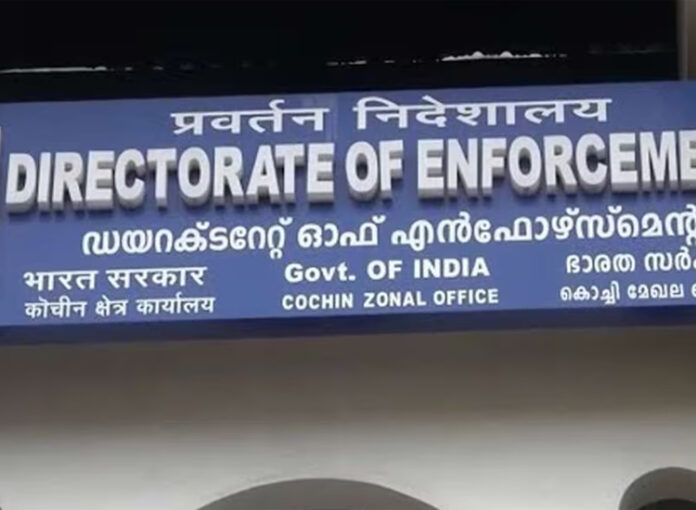 प्रवर्तन निदेशालय
DIRECTORATE OF ENFORCEME
ഡയറക്ടറേറ്റ് ഓഫ് എൻഫോഴ്സ്മെന്റ്
भारत सरकार Govt. OF INDIA ഭാരത സർക
कोचीन क्षेत्र कार्यालय COCHIN ZONAL OFFICE കൊച്ചി മേഖല